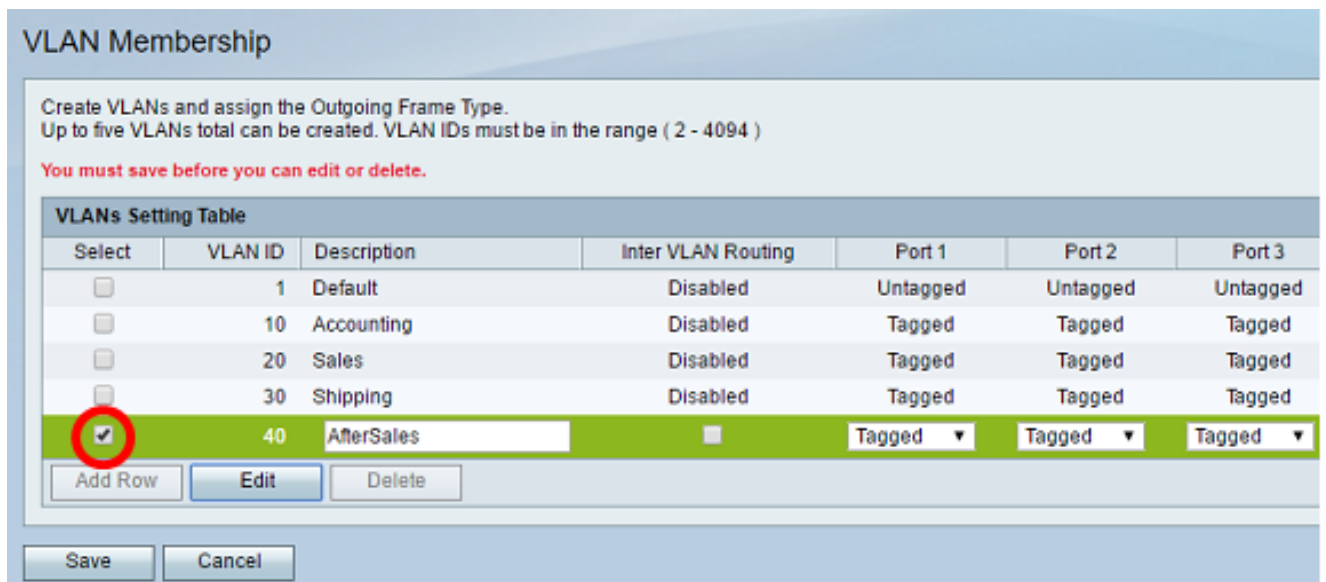 VLAN Membership
Create VLANs and assign the Outgoing Frame Type.
Up to five VLANs total can be created. VLAN IDs must be in the range ( 2 - 4094 )
You must save before you can edit or delete.
VLANs Setting Table
Select VLAN ID Description Inter VLAN Routing Port 1 Port 2 Port 3
1 Default Disabled Untagged Untagged Untagged
10 Accounting Disabled Tagged Tagged Tagged
20 Sales Disabled Tagged Tagged Tagged
30 Shipping Disabled Tagged Tagged Tagged
40 AfterSales Tagged Tagged Tagged
Add Row Edit Delete
Save Cancel